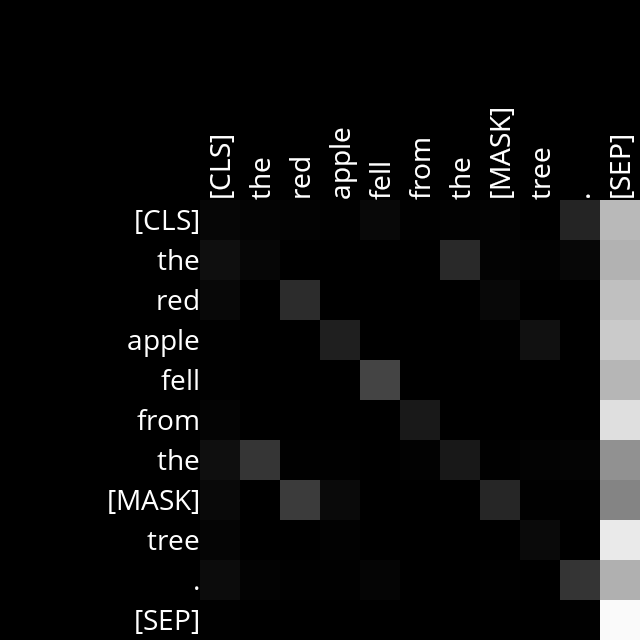 [CLS] the red apple fell from the [MASK] tree . [SEP]
[CLS]
the
red
apple
fell
from
the
[MASK]
tree
.
[SEP]